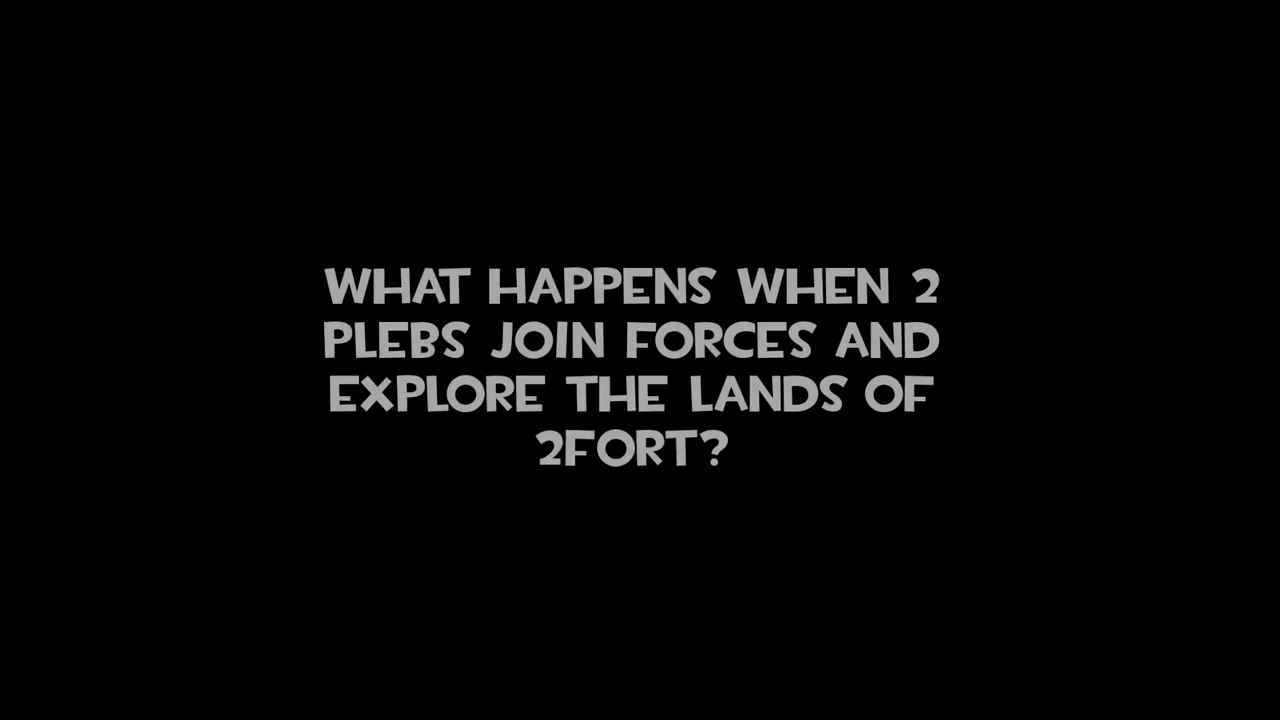 WHAT HAPPENS WHEN 2
PLEBS JOIN FORCES AND
EXPLORE THE LANDS OF
2FORT?